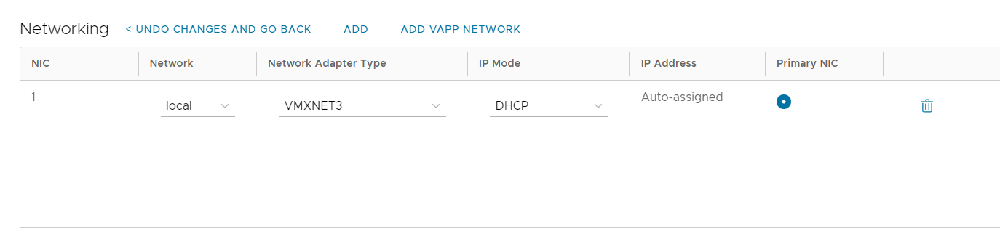 Networking < UNDO CHANGES AND GO BACK ADD ADD VAPP NETWORK
NIC Network Network Adapter Type IP Mode IP Address Primary NIC
1 local VMXNET3 DHCP Auto-assigned